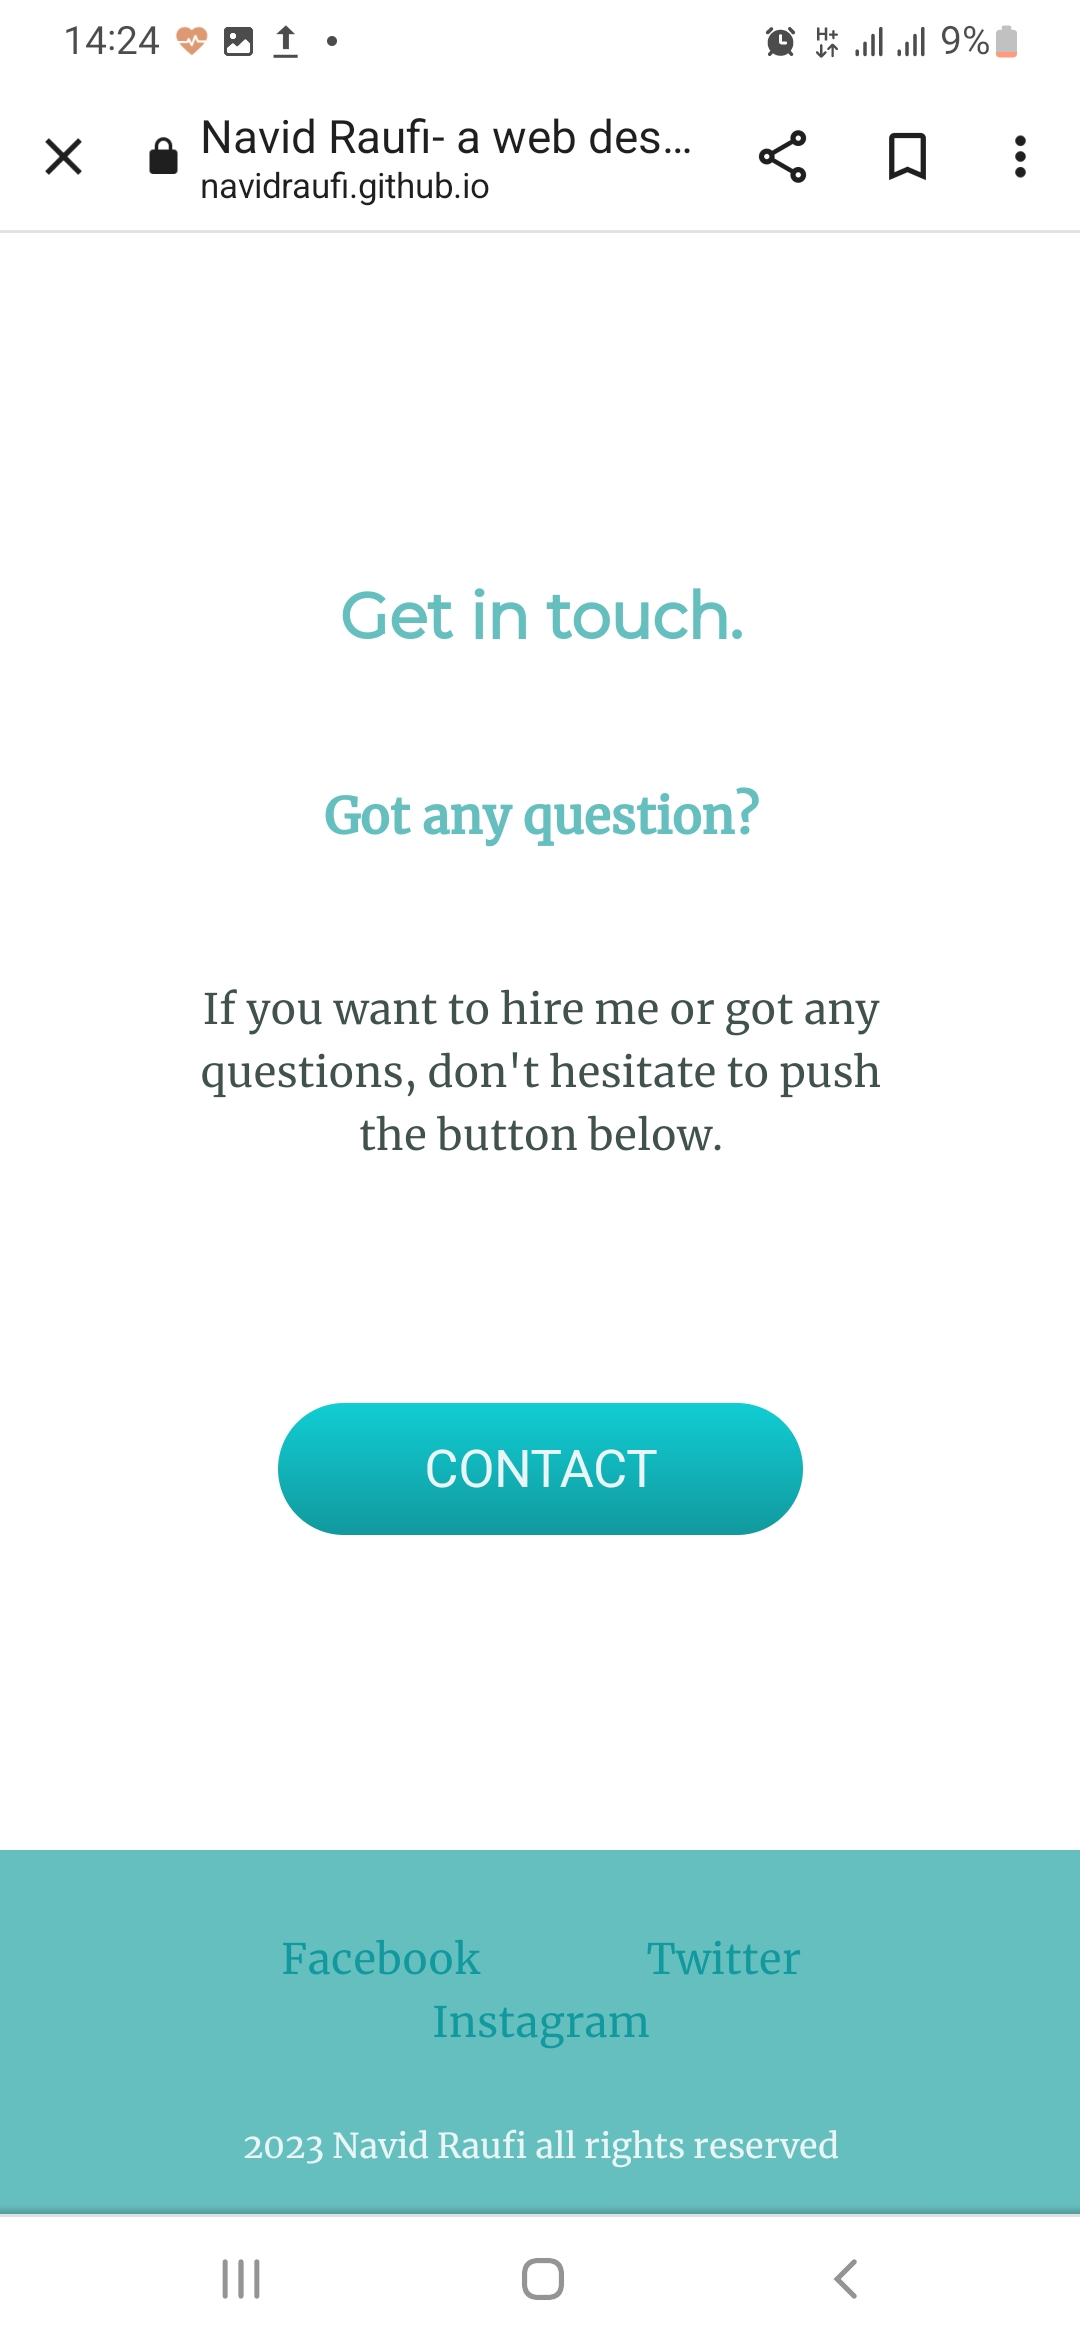 14:24
H+
9%
Navid Raufi- a web des...
navidraufi.github.io
Get in touch.
Got any question?
If you want to hire me or got any
questions, don't hesitate to push
the button below.
CONTACT
Facebook Twitter
Instagram
2023 Navid Raufi all rights reserved